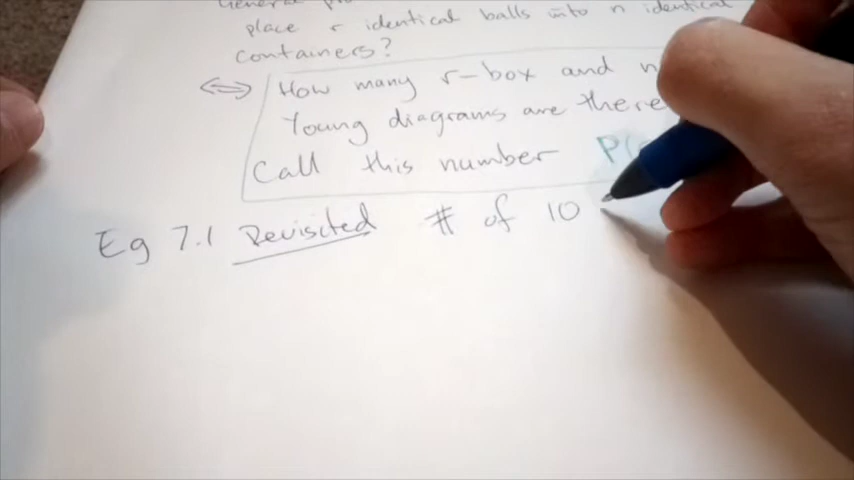 General
place r identical balls into n identical
containers?
⟺ How many r-box and n
Young diagrams are there
Call this number P(
Eg 7.1 Revisited # of 10